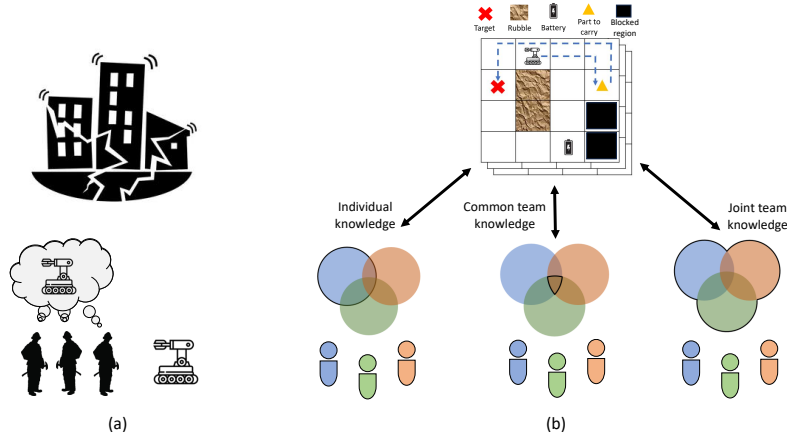 Target
Rubble
Battery
Part to
carry
Blocked
region
Individual
knowledge
Common team
knowledge
Joint team
knowledge
(a)
(b)